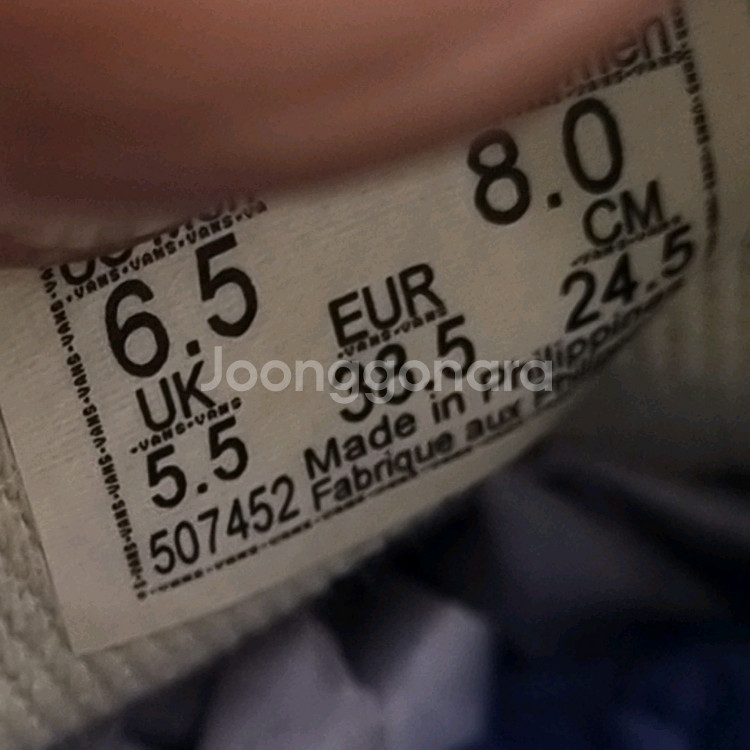 8.0
6.5
CM
24.5
EUR
UK
5.5
Made in
507452
Fabrique aux
Joonggonara